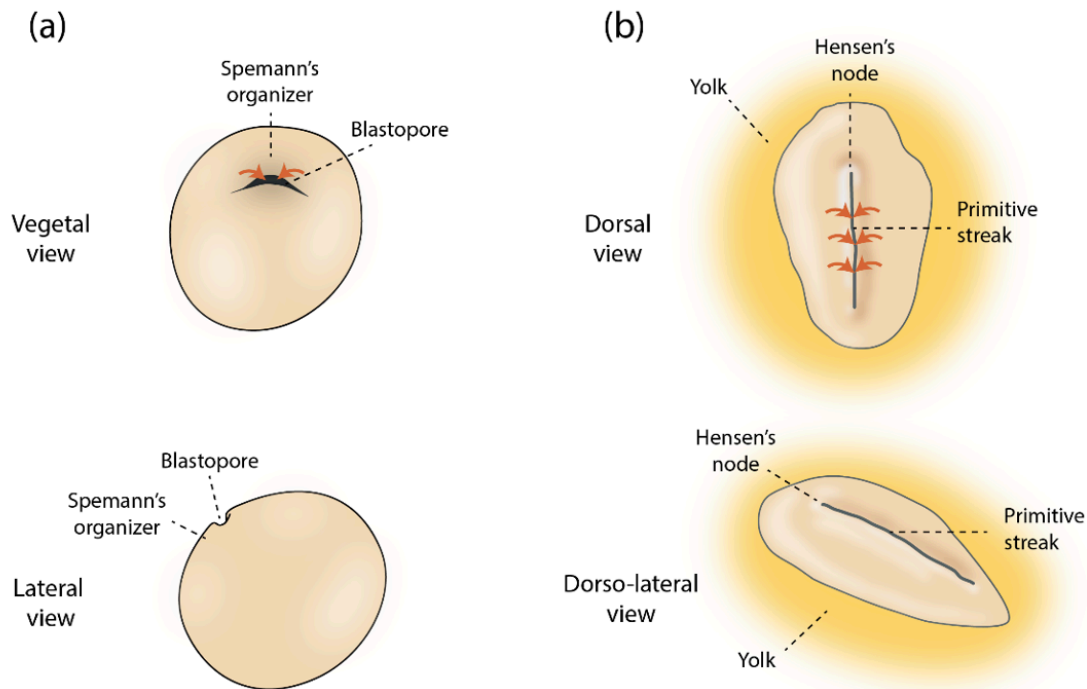 (a)
Spemann's
organizer
Blastopore
Vegetal
view
Blastopore
Spemann's
organizer
Lateral
view
(b)
Hensen's
node
Yolk
Dorsal
view
Primitive
streak
Hensen's
node
Primitive
streak
Dorso-lateral
view
Yolk